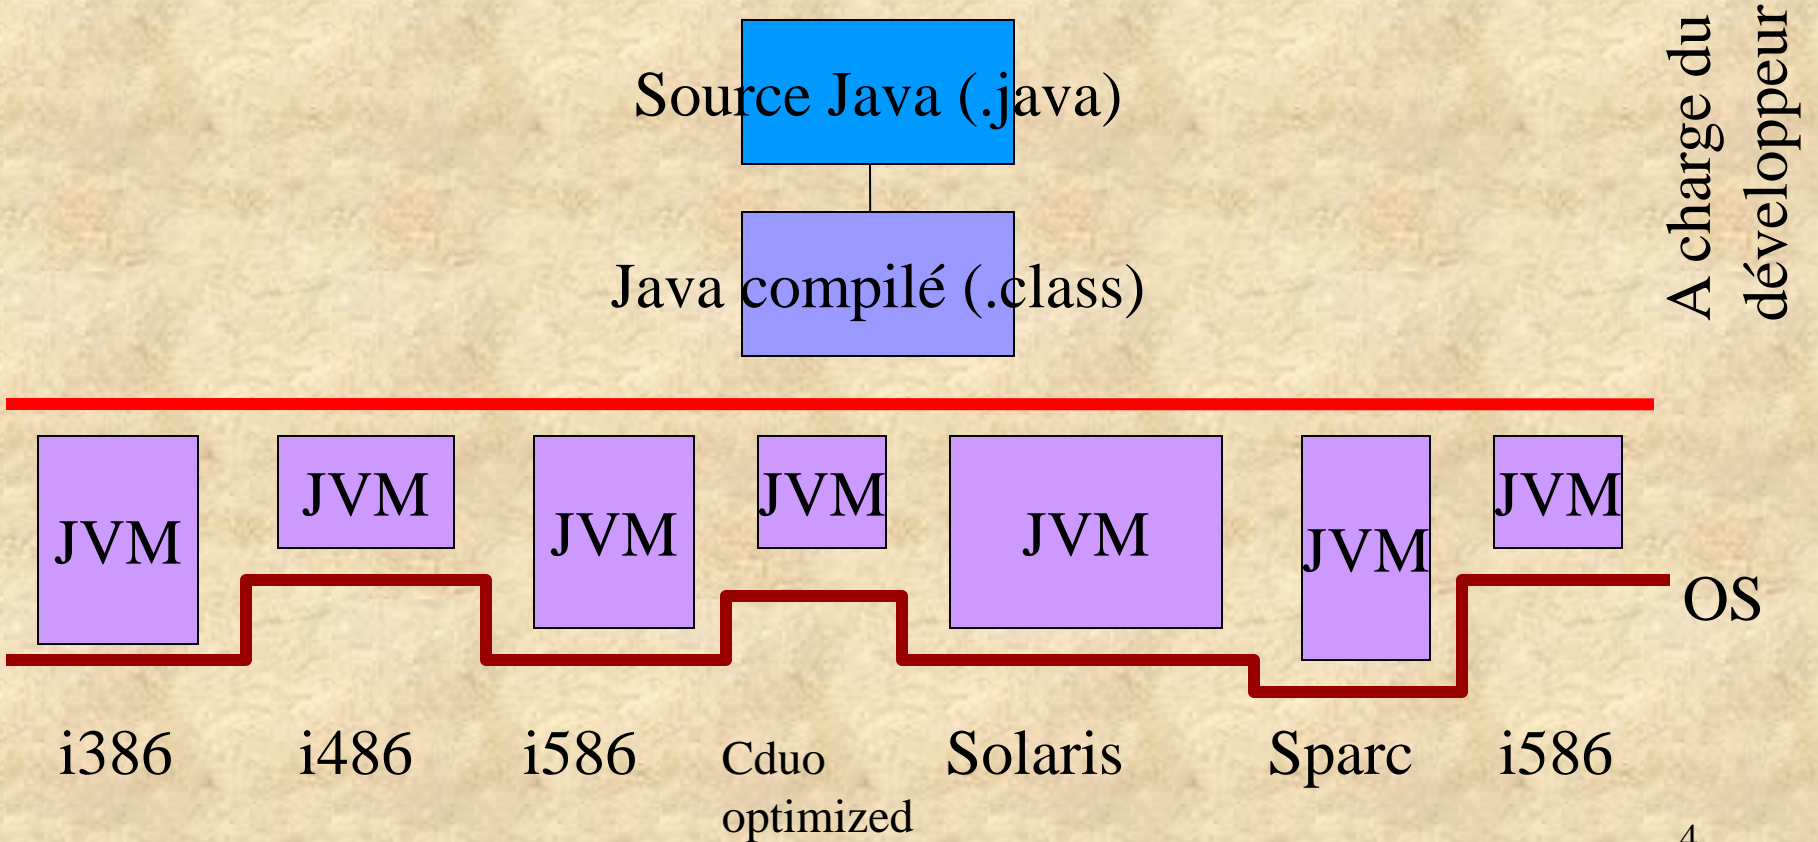 Source Java (.java)
A charge du
développeur
Java compilé (.class)
JVM
JVM
JVM
JVM
JVM
JVM
JVM
OS
i386
i486
i586
Cduo
optimized
Solaris
Sparc
i586
4